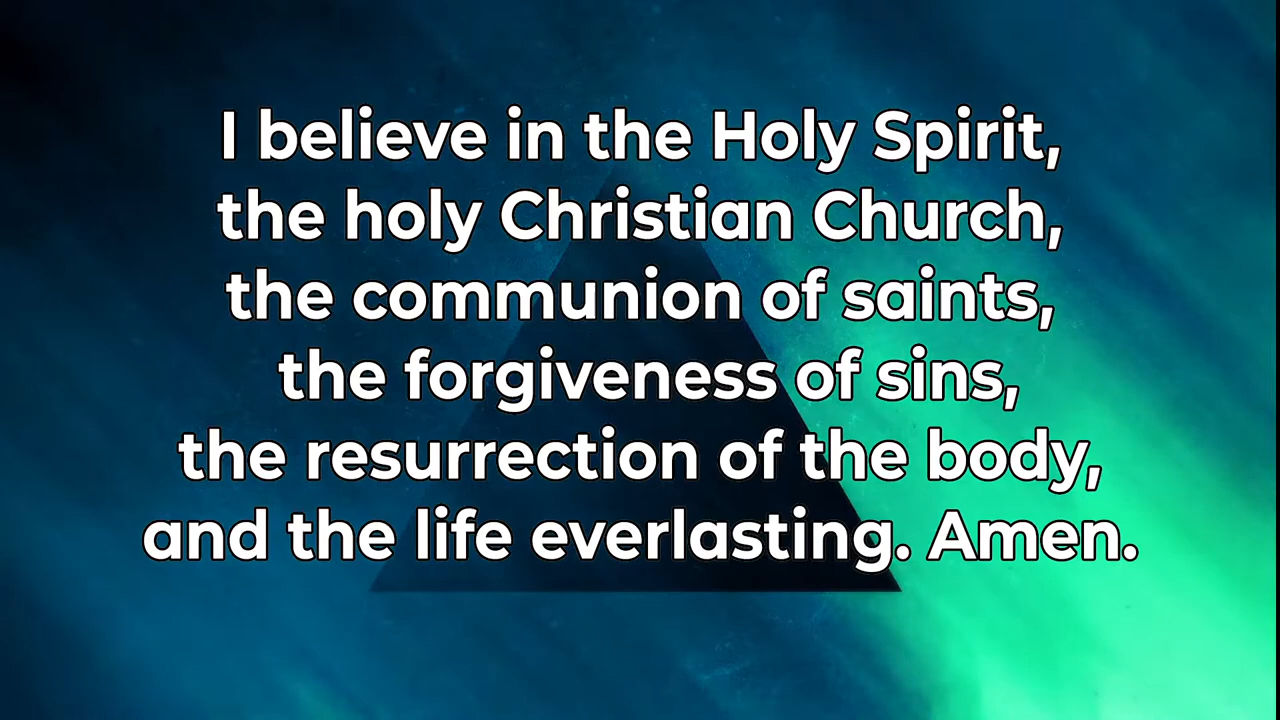 I believe in the Holy Spirit,
the holy Christian Church,
the communion of saints,
the forgiveness of sins,
the resurrection of the body,
and the life everlasting. Amen.